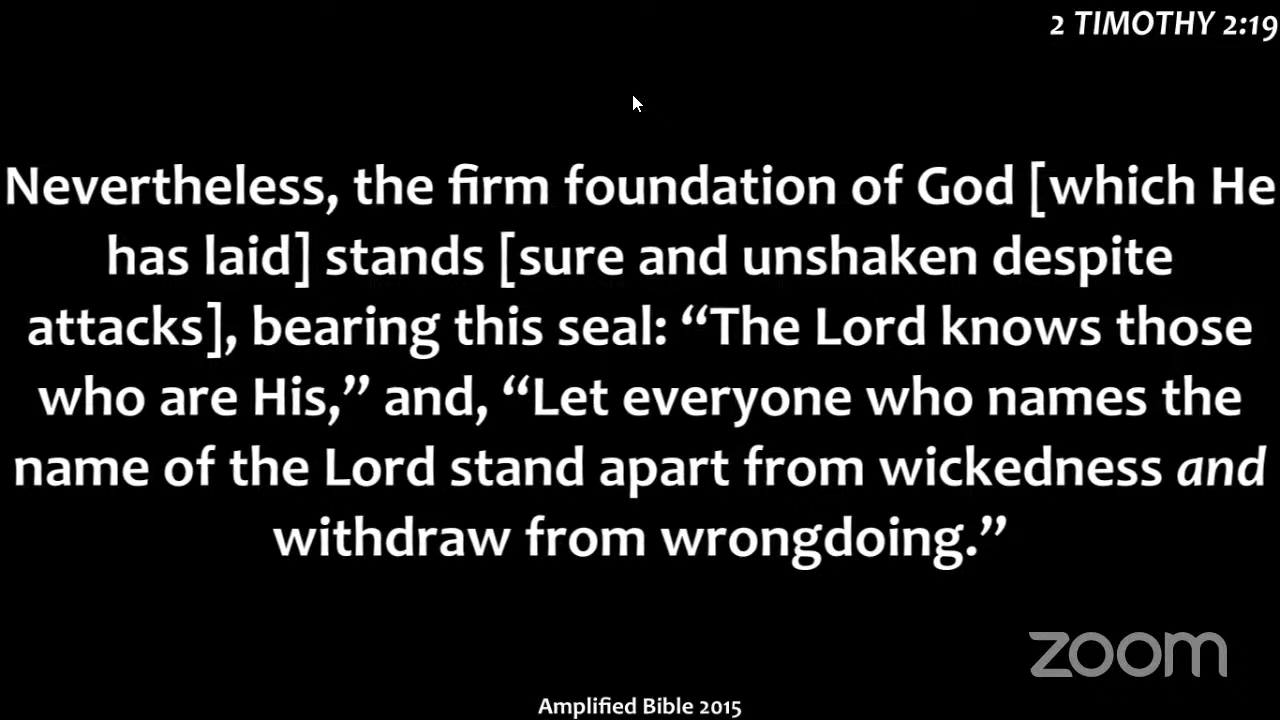 2 TIMOTHY 2:19
Nevertheless, the firm foundation of God [which He
has laid] stands [sure and unshaken despite
attacks], bearing this seal: “The Lord knows those
who are His,” and, “Let everyone who names the
name of the Lord stand apart from wickedness and
withdraw from wrongdoing.”
zoom
Amplified Bible 2015